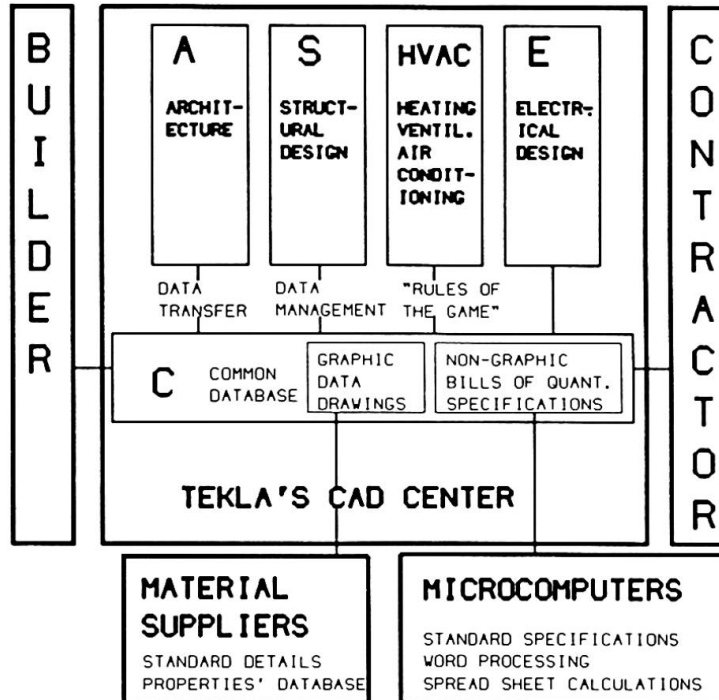 BUILDER
A
ARCHIT-
ECTURE
S
STRUCT-
URAL
DESIGN
HVAC
HEATING
VENTIL.
AIR
CONDIT-
IONING
E
ELECTR-
ICAL
DESIGN
CONTRACTOR
DATA
TRANSFER
DATA
MANAGEMENT
"RULES OF
THE GAME"
C
COMMON
DATABASE
GRAPHIC
DATA
DRAWINGS
NON-GRAPHIC
BILLS OF QUANT.
SPECIFICATIONS
TEKLA'S CAD CENTER
MATERIAL
SUPPLIERS
STANDARD DETAILS
PROPERTIES' DATABASE
MICROCOMPUTERS
STANDARD SPECIFICATIONS
WORD PROCESSING
SPREAD SHEET CALCULATIONS